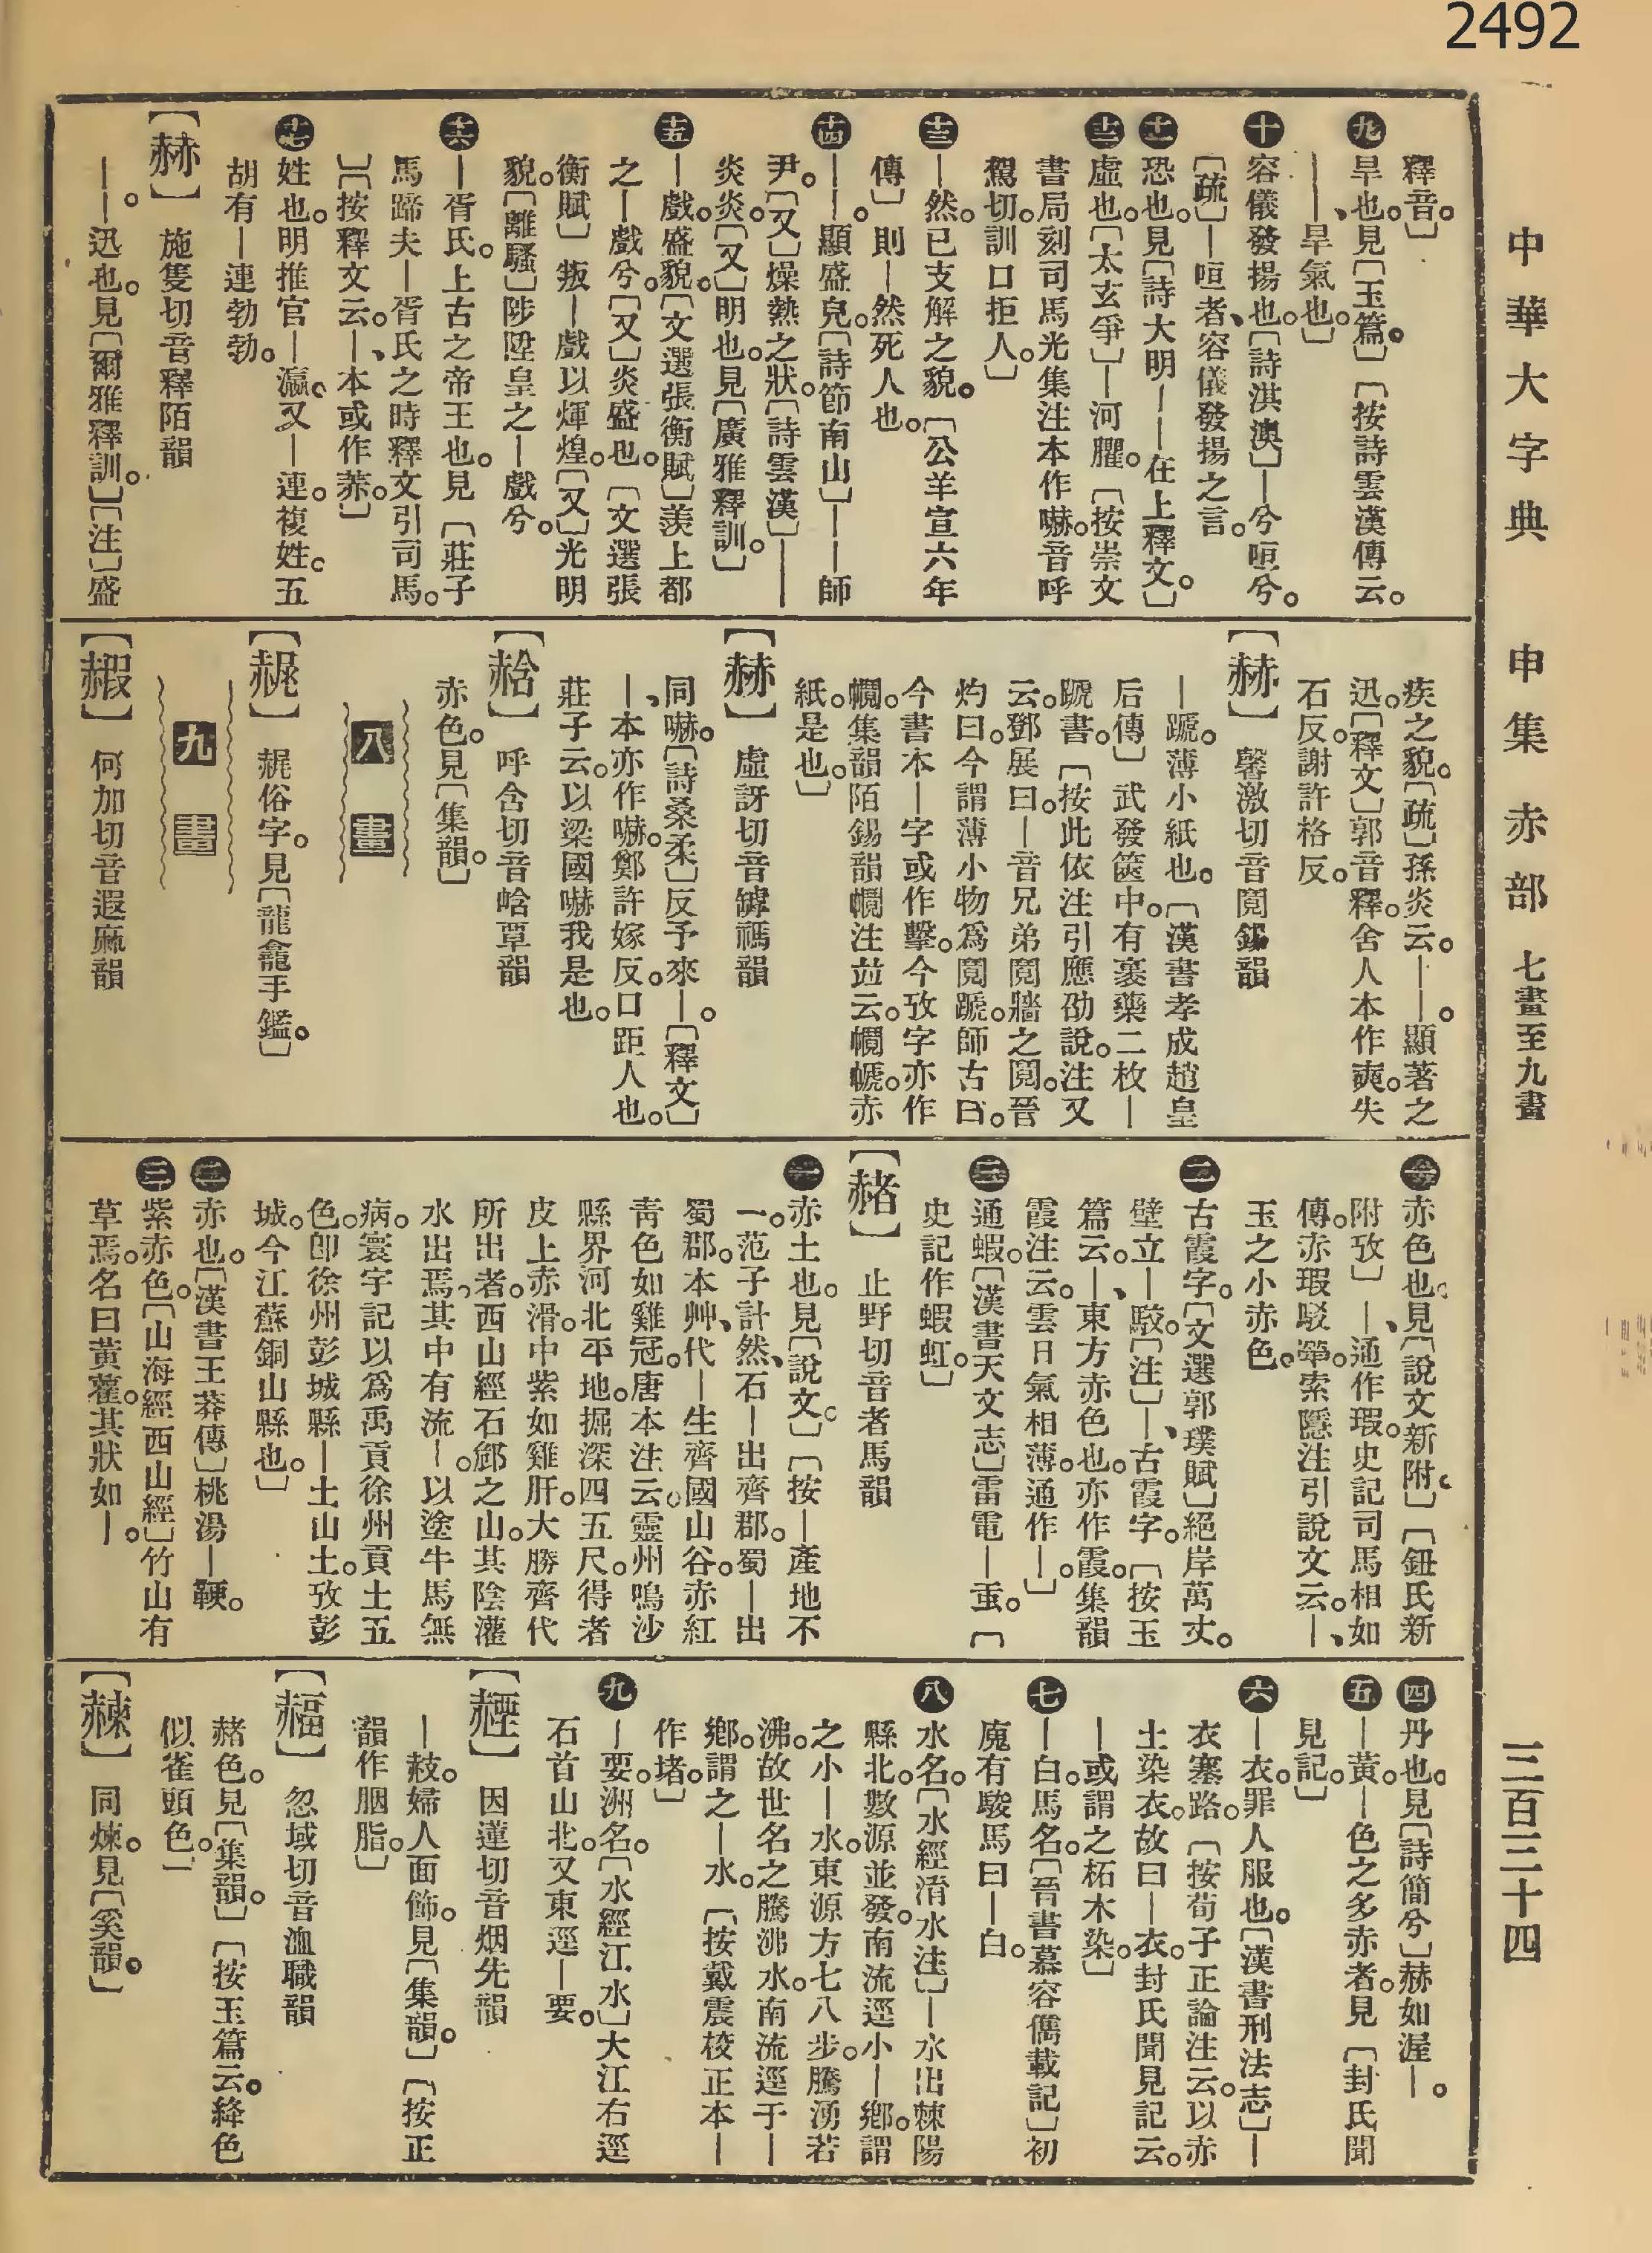 2492
中華大字典 申集 赤部 七畫至九畫 三百三十四
釋音。〕
九 旱也。見〔玉篇。〕〔按詩雲漢傳云。
——、旱氣也。〕
十 容儀發揚也。〔詩淇澳〕—兮咺兮。
〔疏〕—咺者、容儀發揚之言。
十一 恐也。見〔詩大明——在上釋文。〕
十二 虛也。〔太玄爭〕—河臞。〔按崇文
書局刻司馬光集注本作嚇。音呼
駕切。訓口拒人。〕
十三 —然。已支解之貌。〔公羊宣六年
傳〕則—然死人也。
十四 ——。顯盛皃。〔詩節南山〕——師
尹。〔又〕燥熱之狀。〔詩雲漢〕——
炎炎。〔又〕明也。見〔廣雅釋訓。〕
十五 —戲。盛貌。〔文選張衡賦〕羨上都
之—戲兮。〔又〕炎盛也。〔文選張
衡賦〕叛—戲以煇煌。〔又〕光明
貌。〔離騷〕陟陞皇之—戲兮。
十六 —胥氏。上古之帝王也。見〔莊子
馬蹄夫—胥氏之時釋文引司馬。
〕〔按釋文云。—、本或作䓇。〕
十七 姓也。明推官—瀛。又—連。複姓。五
胡有—連勃勃。
〔赫〕 施隻切音釋陌韻
——。迅也。見〔爾雅釋訓。〕〔注〕盛
疾之貌。〔疏〕孫炎云。——。顯著之
迅。〔釋文〕郭音釋。舍人本作奭。失
石反。謝許格反。
〔赫〕 馨激切音鬩錫韻
—蹏。薄小紙也。〔漢書孝成趙皇
后傳〕武發篋中。有裹藥二枚—
蹏書。〔按此依注引應劭說。注又
云。鄧展曰。—音兄弟鬩牆之鬩。晉
灼曰。今謂薄小物爲鬩蹏。師古曰。
今書本—字或作擊。今攷字亦作
㡠。集韻陌錫韻㡠注竝云。㡠㡗。赤
紙。是也。〕
〔赫〕 虛訝切音罅禡韻
同嚇。〔詩桑柔〕反予來—。〔釋文〕
—、本亦作嚇。鄭許嫁反。口距人也。
莊子云。以梁國嚇我是也。
〔𧹣〕 呼含切音㟏覃韻
赤色。見〔集韻。〕
八畫
〔䞓〕 䞓俗字。見〔龍龕手鑑。〕
九畫
〔赮〕 何加切音遐麻韻
一 赤色也。見〔說文新附〕〔鈕氏新
附攷〕—、通作瑕。史記司馬相如
傳。赤瑕駁犖。索隱注引說文云。—、
玉之小赤色。
二 古霞字。〔文選郭璞賦〕絕岸萬丈。
壁立—駮。〔注〕—、古霞字。〔按玉
篇云。—、東方赤色也。亦作霞。集韻
霞注云。雲日氣相薄。通作—。〕
三 通蝦。〔漢書天文志〕雷電—䖝。〔
史記作蝦虹。〕
〔赭〕 止野切音者馬韻
一 赤土也。見〔說文。〕〔按—產地不
一。范子計然、石—出齊郡。蜀—出
蜀郡。本艸、代—生齊國山谷。赤紅
靑色如雞冠。唐本注云。靈州鳴沙
縣界河北平地。掘深四五尺。得者
皮上赤滑。中紫如雞肝。大勝齊代
所出者。西山經石鄃之山。其陰灌
水出焉。其中有流—。以塗牛馬無
病。寰宇記以爲禹貢徐州貢土五
色。卽徐州彭城縣—土山土。攷彭
城。今江蘇銅山縣也。〕
二 赤也。〔漢書王莽傳〕桃湯—鞭。
三 紫赤色。〔山海經西山經〕竹山有
草焉。名曰黃雚。其狀如—。
四 丹也。見〔詩簡兮〕赫如渥—。
五 —黃。—色之多赤者。見〔封氏聞
見記。〕
六 —衣。罪人服也。〔漢書刑法志〕—
衣塞路。〔按荀子正論注云。以赤
土染衣。故曰—衣。封氏聞見記云。
—或謂之柘木染。〕
七 —白。馬名。〔晉書慕容儁載記〕初
廆有駿馬曰—白。
八 水名。〔水經淯水注〕—水出棘陽
縣北。數源並發。南流逕小—鄉。謂
之小—水。東源方七八步。騰湧若
沸。故世名之騰沸水。南流逕于—
鄉。謂之—水。〔按戴震校正本—
作堵。〕
九 —要。洲名。〔水經江水〕大江右逕
石首山北。又東逕—要。
〔𧹬〕 因蓮切音烟先韻
—䞚。婦人面飾。見〔集韻。〕〔按正
韻作胭脂。〕
〔䞔〕 忽域切音洫職韻
赭色。見〔集韻。〕〔按玉篇云。絳色
似雀頭色。〕
〔𧹯〕 同煉。見〔奚韻。〕